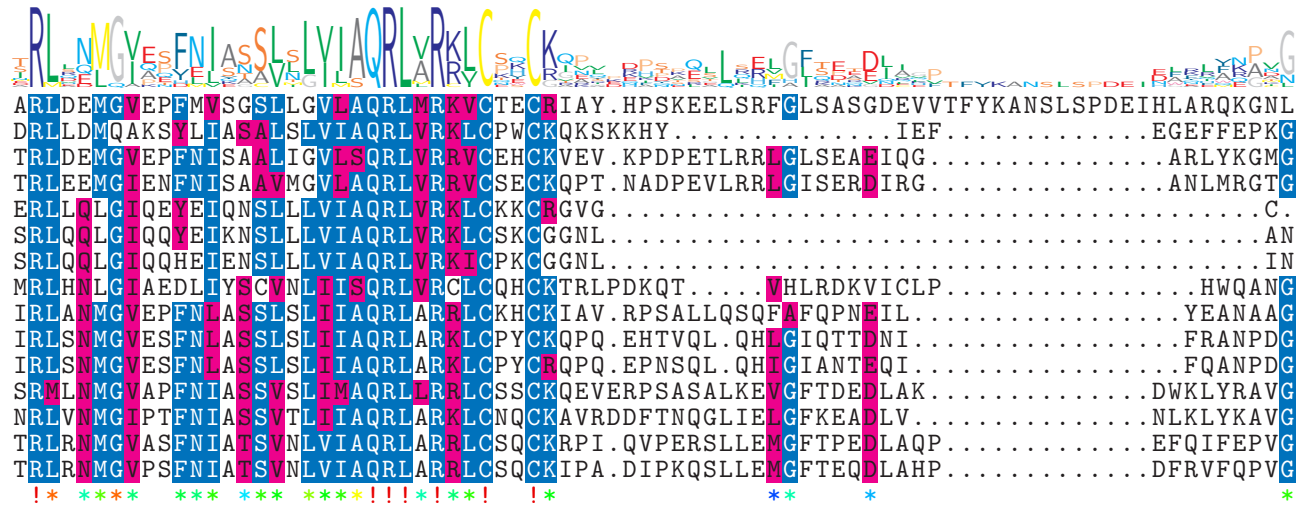 ARLDEMGVEPFMVSGSLLGVLAQRLMRKVCTECRIAY.HPSKEELSRFGLSASGDEVVTFYKANSLSPDEIHLARQKGNL
DRLLDMQAKSYLIASALSLVIAQRLVRKLCPWCKQKSKKHY..............IEF.............EGEFFEPKG
TRLDEMGVEPFNISAALIGVLSQRLVRRVCEHCKVEV.KPDPETLRRLGLSEAEIQG...............ARLYKGMG
TRLEEMGIENFNISAAVMGVLAQRLVRRVCSECKQPT.NADPEVLRRLGISERDIRG...............ANLMRGTG
ERLLQLGIQEYEIQNSLLLVIAQRLVRKLCKKCRGVG.........................................C.
SRLQQLGIQQYEIKNSLLLVIAQRLVRKLCSKCGGNL.........................................AN
SRLQQLGIQQHEIENSLLLVIAQRLVRKICPKCGGNL.........................................IN
MRLHNLGIAEDLIYSCVNLIISQRLVRCLCQHCKTRLPDKQT.....VHLRDKVICLP................HWQANG
IRLANMGVEPFNLASSLSLIIAQRLARRLCKHCKIAV.RPSALLQSQFAFQPNEIL.................YEANAAG
IRLSNMGVESFNLASSLSLIIAQRLARKLCPYCKQPQ.EHTVQL.QHLGIQTTDNI.................FRANPDG
IRLSNMGVESFNLASSLSLIIAQRLARKLCPYCRQPQ.EPNSQL.QHIGIANTEQI.................FQANPDG
SRMLNMGVAPFNIASSVSLIMAQRLLRRLCSSCKQEVERPSASALKEVGFTDEDLAK..............DWKLYRAVG
NRLVNMGIPTFNIASSVTLIIAQRLARKLCNQCKAVRDDFTNQGLIELGFKEADLV...............NLKLYKAVG
TRLRNMGVASFNIATSVNLVIAQRLARRLCSQCKRPI.QVPERSLLEMGFTPEDLAQP.............EFQIFEPVG
TRLRNMGVPSFNIATSVNLVIAQRLARRLCSQCKIPA.DIPKQSLLEMGFTEQDLAHP.............DFRVFQPVG
!* **** *** *** ****!!!****! !* ** * *